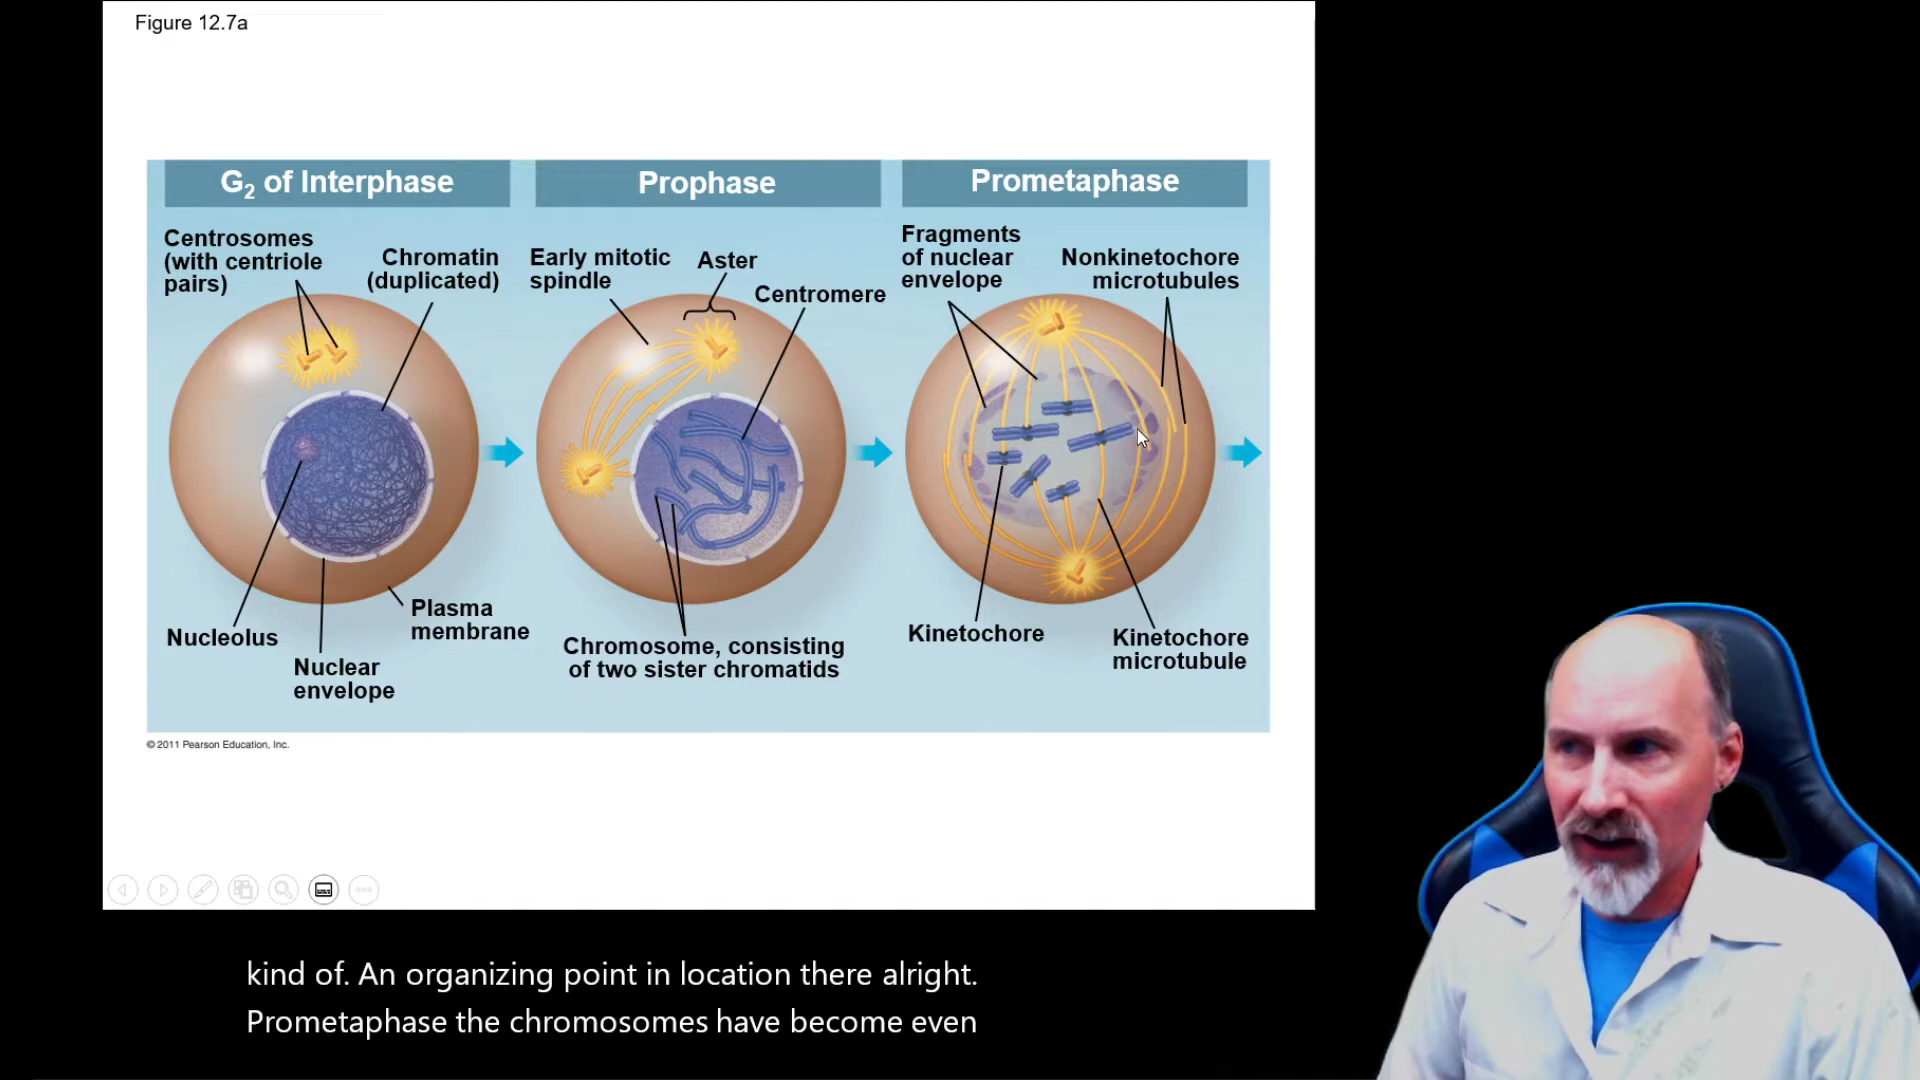 Figure 12.7a
G2 of Interphase
Prophase
Prometaphase
Centrosomes
(with centriole
pairs)
Chromatin
(duplicated)
Early mitotic
spindle
Aster
Centromere
Fragments
of nuclear
envelope
Nonkinetochore
microtubules
Nucleolus
Nuclear
envelope
Plasma
membrane
Chromosome, consisting
of two sister chromatids
Kinetochore
Kinetochore
microtubule
© 2011 Pearson Education, Inc.
kind of. An organizing point in location there alright.
Prometaphase the chromosomes have become even